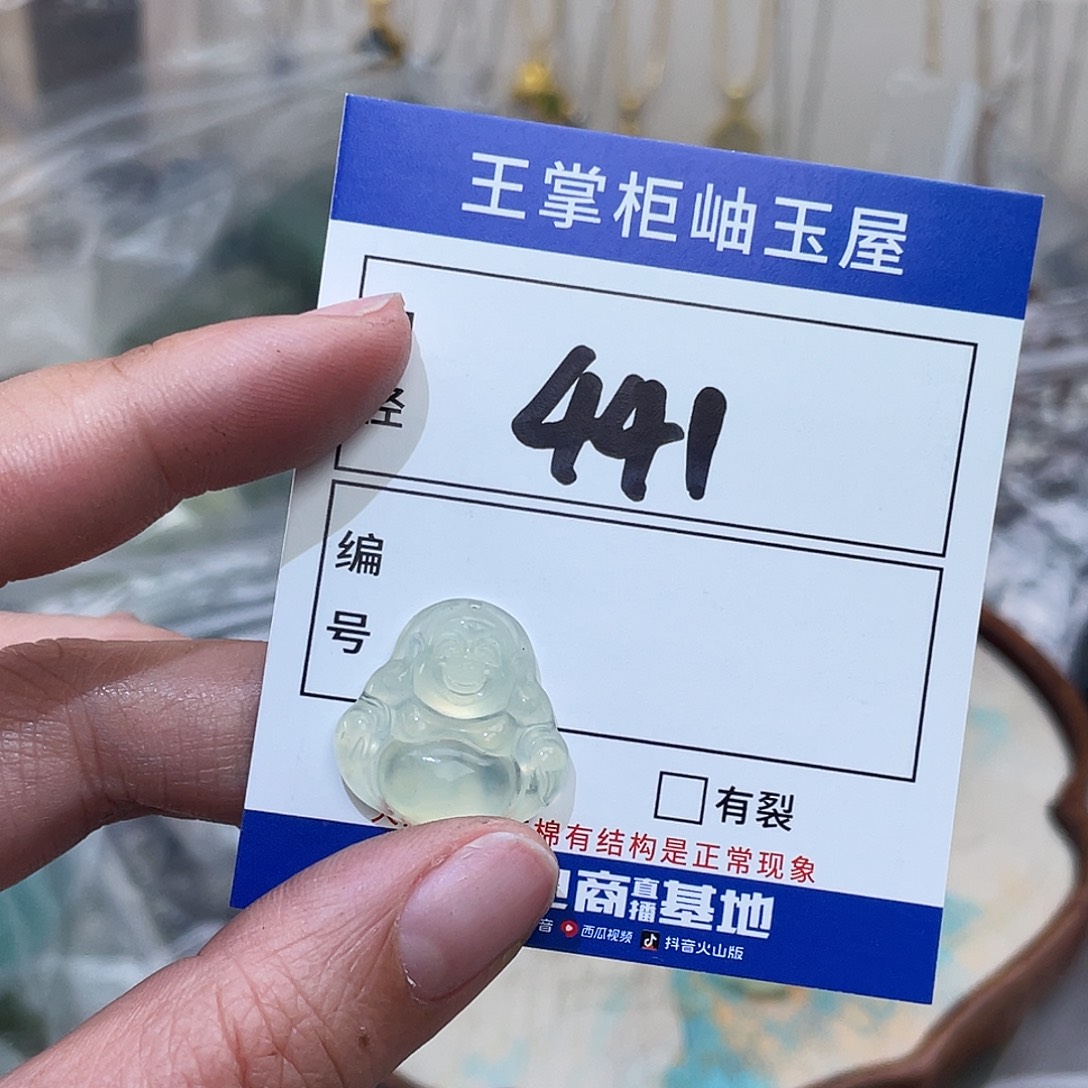 王掌柜岫玉屋
径
441
编
号
有裂
棉有结构是正常现象
电商直播基地
音 西瓜视频 抖音火山版